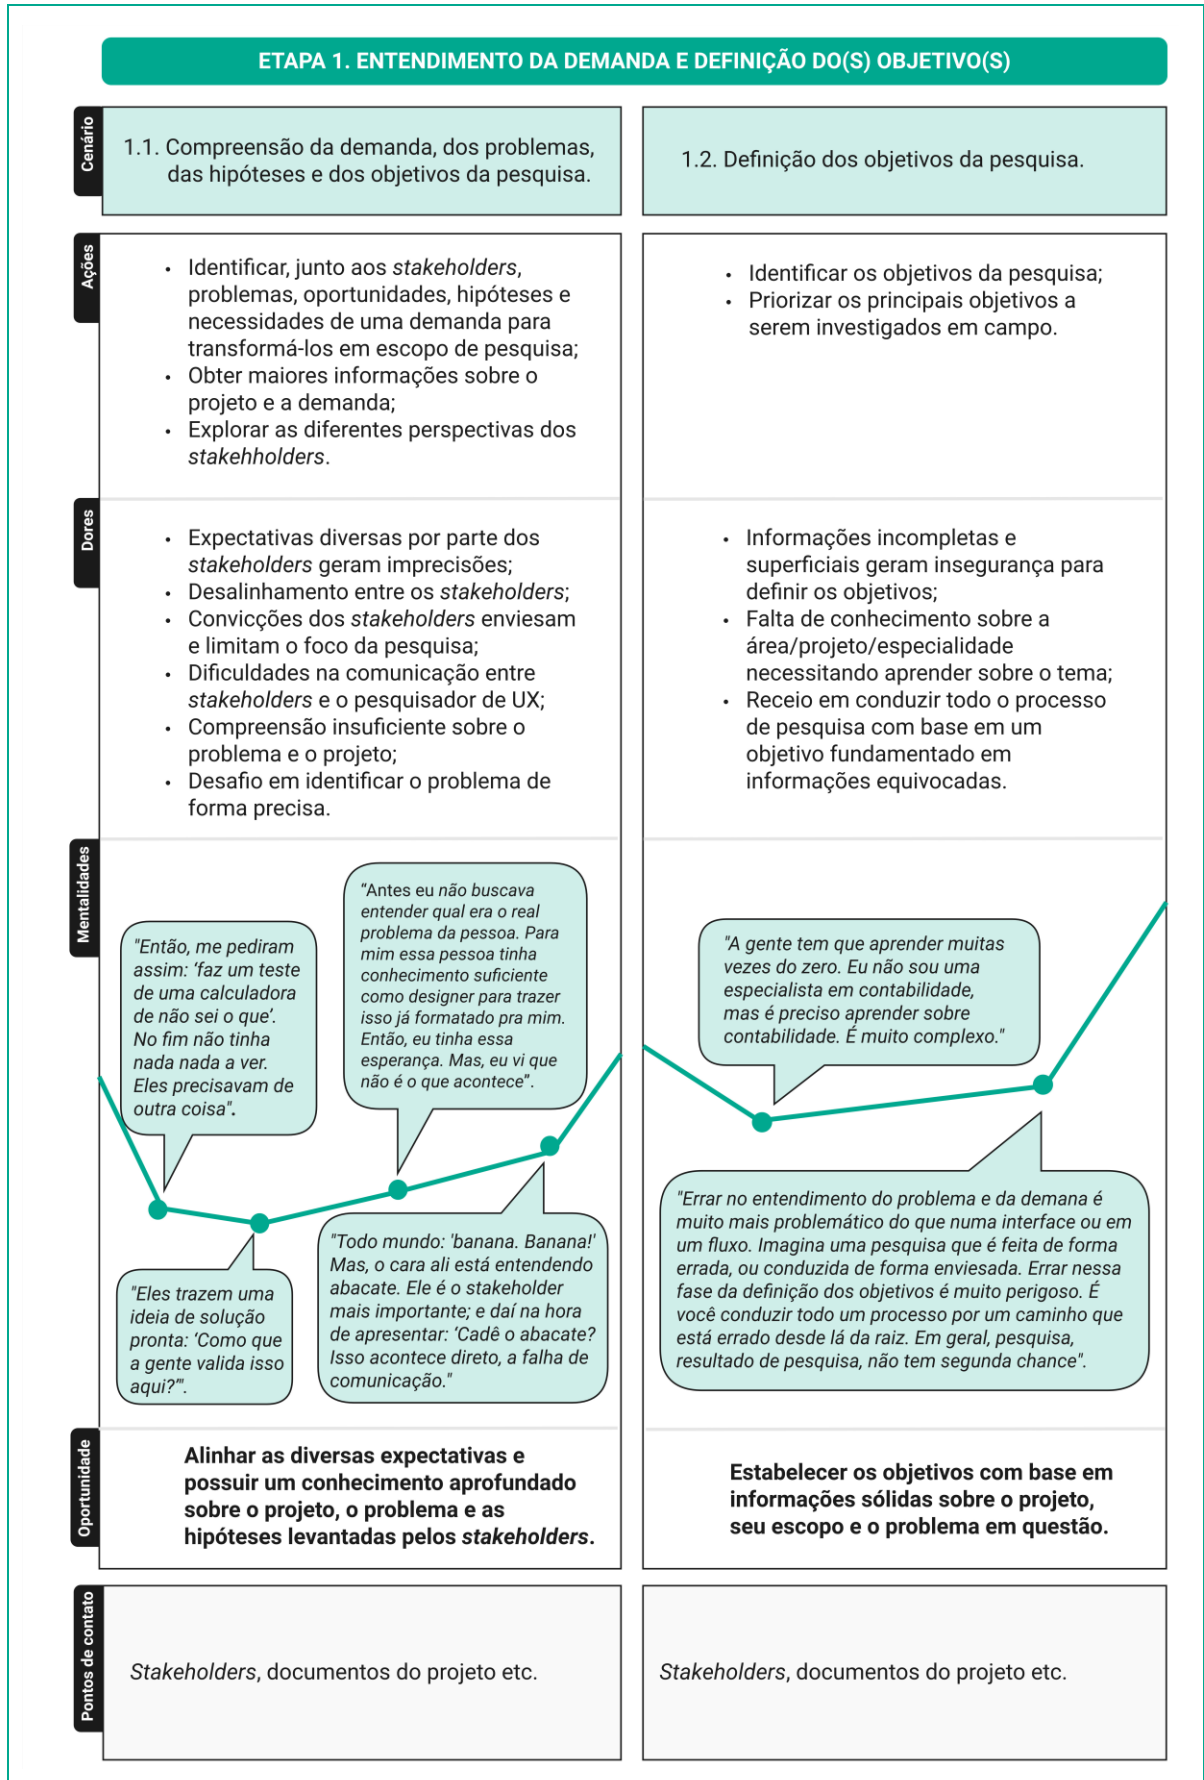 ETAPA 1. ENTENDIMENTO DA DEMANDA E DEFINIÇÃO DO(S) OBJETIVO(S)
Cenário
1.1. Compreensão da demanda, dos problemas,
das hipóteses e dos objetivos da pesquisa.
1.2. Definição dos objetivos da pesquisa.
Ações
• Identificar, junto aos stakeholders,
problemas, oportunidades, hipóteses e
necessidades de uma demanda para
transformá-los em escopo de pesquisa;
• Obter maiores informações sobre o
projeto e a demanda;
• Explorar as diferentes perspectivas dos
stakehholders.
• Identificar os objetivos da pesquisa;
• Priorizar os principais objetivos a
serem investigados em campo.
Dores
• Expectativas diversas por parte dos
stakeholders geram imprecisões;
• Desalinhamento entre os stakeholders;
• Convicções dos stakeholders enviesam
e limitam o foco da pesquisa;
• Dificuldades na comunicação entre
stakeholders e o pesquisador de UX;
• Compreensão insuficiente sobre o
problema e o projeto;
• Desafio em identificar o problema de
forma precisa.
• Informações incompletas e
superficiais geram insegurança para
definir os objetivos;
• Falta de conhecimento sobre a
área/projeto/especialidade
necessitando aprender sobre o tema;
• Receio em conduzir todo o processo
de pesquisa com base em um
objetivo fundamentado em
informações equivocadas.
Mentalidades
"Então, me pediram
assim: ‘faz um teste
de uma calculadora
de não sei o que’.
No fim não tinha
nada nada a ver.
Eles precisavam de
outra coisa".
“Antes eu não buscava
entender qual era o real
problema da pessoa. Para
mim essa pessoa tinha
conhecimento suficiente
como designer para trazer
isso já formatado pra mim.
Então, eu tinha essa
esperança. Mas, eu vi que
não é o que acontece”.
"Eles trazem uma
ideia de solução
pronta: ‘Como que
a gente valida isso
aqui?’".
"Todo mundo: 'banana. Banana!'
Mas, o cara ali está entendendo
abacate. Ele é o stakeholder
mais importante; e daí na hora
de apresentar: ‘Cadê o abacate?
Isso acontece direto, a falha de
comunicação."
"A gente tem que aprender muitas
vezes do zero. Eu não sou uma
especialista em contabilidade,
mas é preciso aprender sobre
contabilidade. É muito complexo."
"Errar no entendimento do problema e da demana é
muito mais problemático do que numa interface ou em
um fluxo. Imagina uma pesquisa que é feita de forma
errada, ou conduzida de forma enviesada. Errar nessa
fase da definição dos objetivos é muito perigoso. É
você conduzir todo um processo por um caminho que
está errado desde lá da raiz. Em geral, pesquisa,
resultado de pesquisa, não tem segunda chance".
Oportunidade
Alinhar as diversas expectativas e
possuir um conhecimento aprofundado
sobre o projeto, o problema e as
hipóteses levantadas pelos stakeholders.
Estabelecer os objetivos com base em
informações sólidas sobre o projeto,
seu escopo e o problema em questão.
Pontos de contato
Stakeholders, documentos do projeto etc.
Stakeholders, documentos do projeto etc.